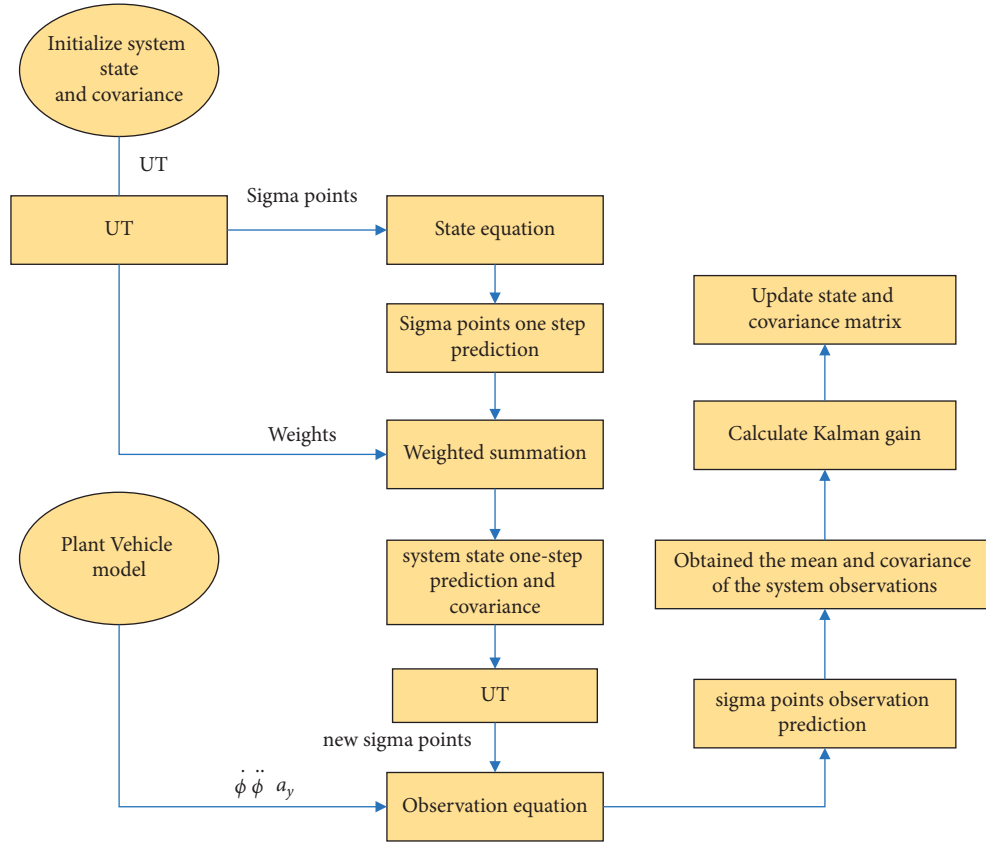 Initialize system
state
and covariance
UT
UT
Sigma points
State equation
Sigma points one step
prediction
Weights
Weighted summation
Plant Vehicle
model
system state one-step
prediction and
covariance
UT
new sigma points
ϕ̇ ϕ̈ a_y
Observation equation
Update state and
covariance matrix
Calculate Kalman gain
Obtained the mean and covariance
of the system observations
sigma points observation
prediction